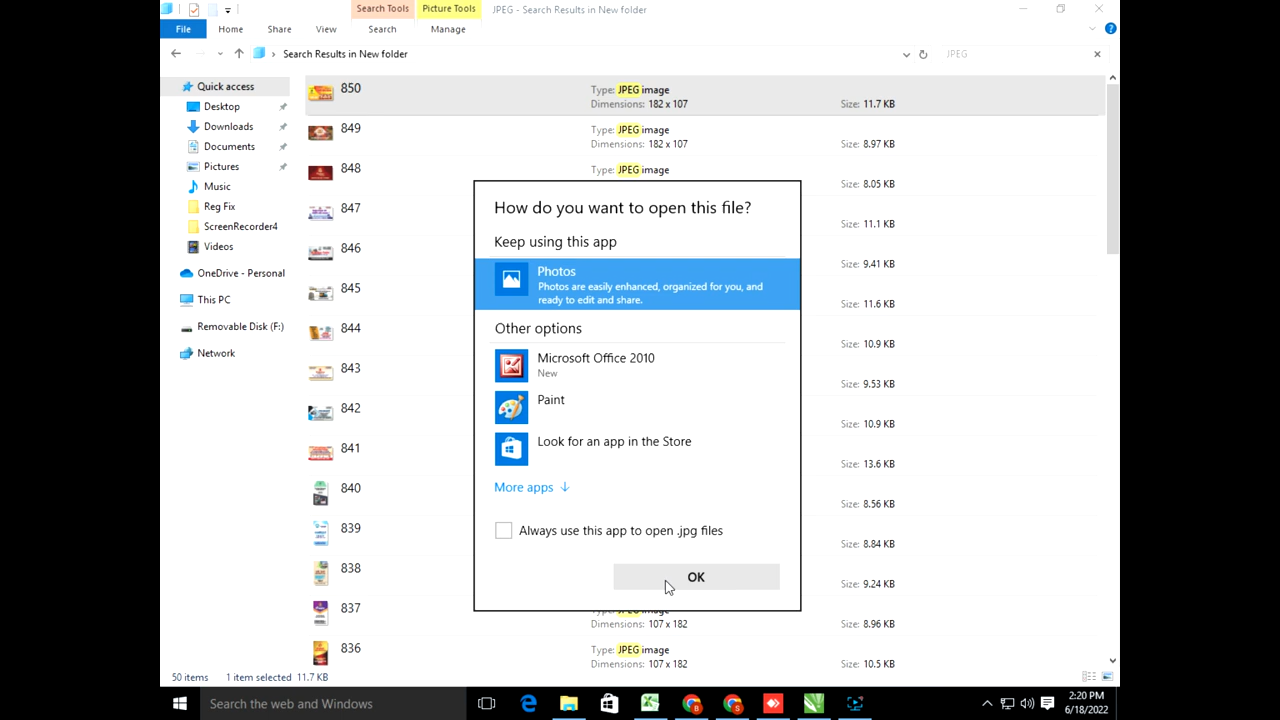 Search Tools
Picture Tools
JPEG - Search Results in New folder
File
Home
Share
View
Search
Manage
Search Results in New folder
JPEG
Quick access
Desktop
Downloads
Documents
Pictures
Music
Reg Fix
ScreenRecorder4
Videos
OneDrive - Personal
This PC
Removable Disk (F:)
Network
850
Type: JPEG image
Dimensions: 182 x 107
Size: 11.7 KB
849
Type: JPEG image
Dimensions: 182 x 107
Size: 8.97 KB
848
Type: JPEG image
Size: 8.05 KB
847
Size: 11.1 KB
846
Size: 9.41 KB
845
Size: 11.6 KB
844
Size: 10.9 KB
843
Size: 9.53 KB
842
Size: 10.9 KB
841
Size: 13.6 KB
840
Size: 8.56 KB
839
Size: 8.84 KB
838
Size: 9.24 KB
837
Type: JPEG image
Dimensions: 107 x 182
Size: 8.96 KB
836
Type: JPEG image
Dimensions: 107 x 182
Size: 10.5 KB
How do you want to open this file?
Keep using this app
Photos
Photos are easily enhanced, organized for you, and
ready to edit and share.
Other options
Microsoft Office 2010
New
Paint
Look for an app in the Store
More apps
Always use this app to open .jpg files
OK
50 items
1 item selected 11.7 KB
Search the web and Windows
2:20 PM
6/18/2022